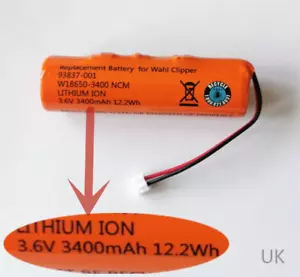 Replacement Battery for Wahl Clipper
93837-001
W18650-3400 NCM
LITHIUM ION
3.6V 3400mAh 12.2Wh
LITHIUM ION
3.6V 3400mAh 12.2Wh
UK